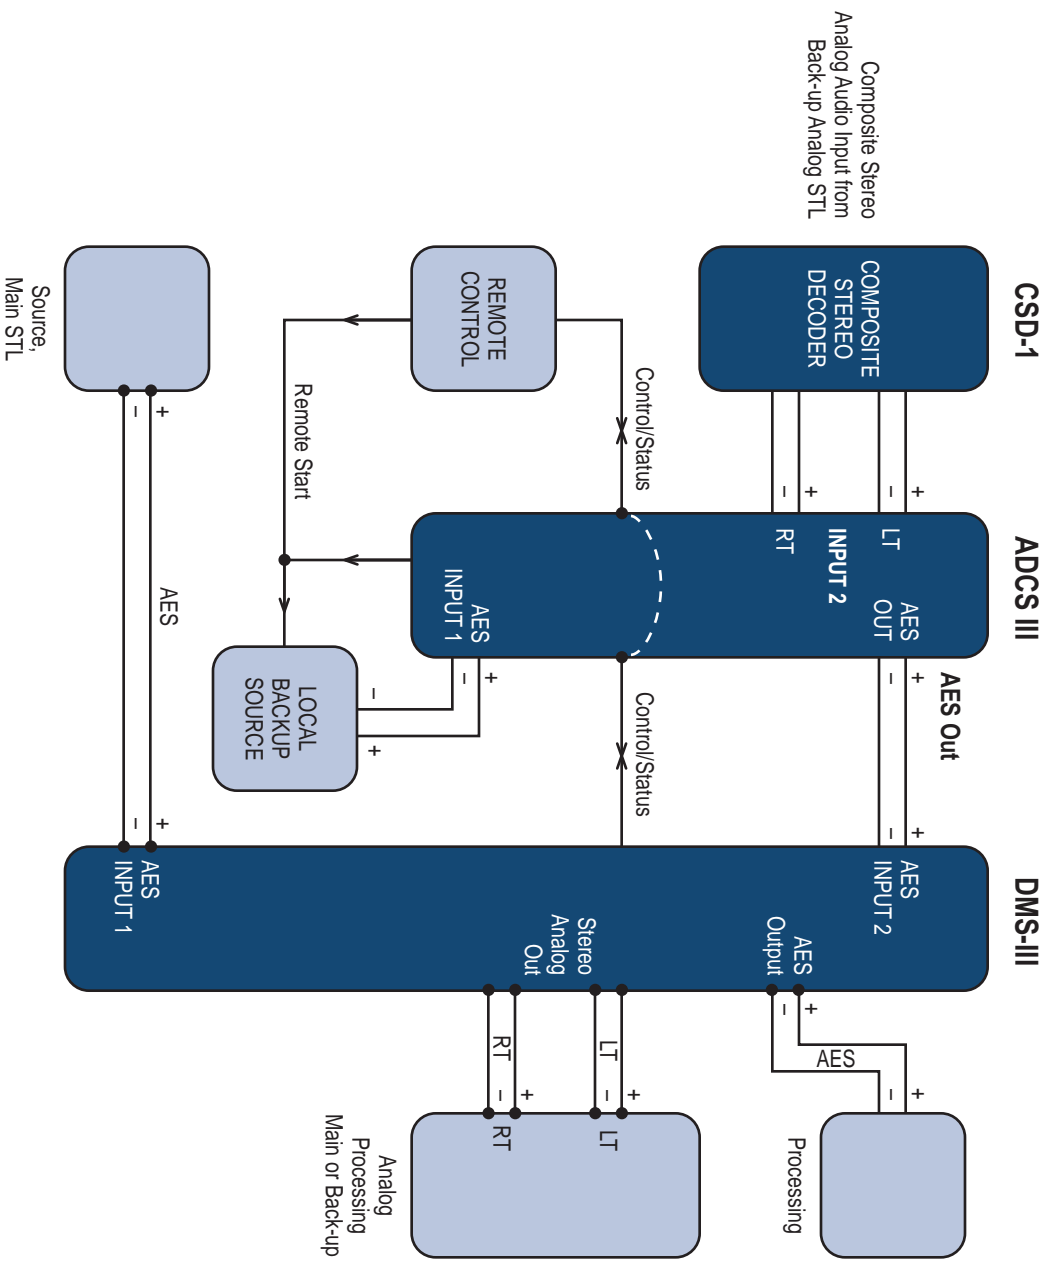 CSD-1
ADCS III
DMS-III
Composite Stereo
Analog Audio Input from
Back-up Analog STL
COMPOSITE
STEREO
DECODER
+
–
+
–
LT
INPUT 2
RT
AES
OUT
AES Out
+
–
+
–
AES
INPUT 2
AES
Output
+
–
AES
+
–
Processing
REMOTE
CONTROL
Control/Status
Control/Status
Remote Start
AES
INPUT 1
+
–
–
+
LOCAL
BACKUP
SOURCE
Stereo
Analog
Out
LT
+
–
LT
RT
+
–
RT
Analog
Processing
Main or Back-up
Source,
Main STL
+
–
AES
+
–
AES
INPUT 1